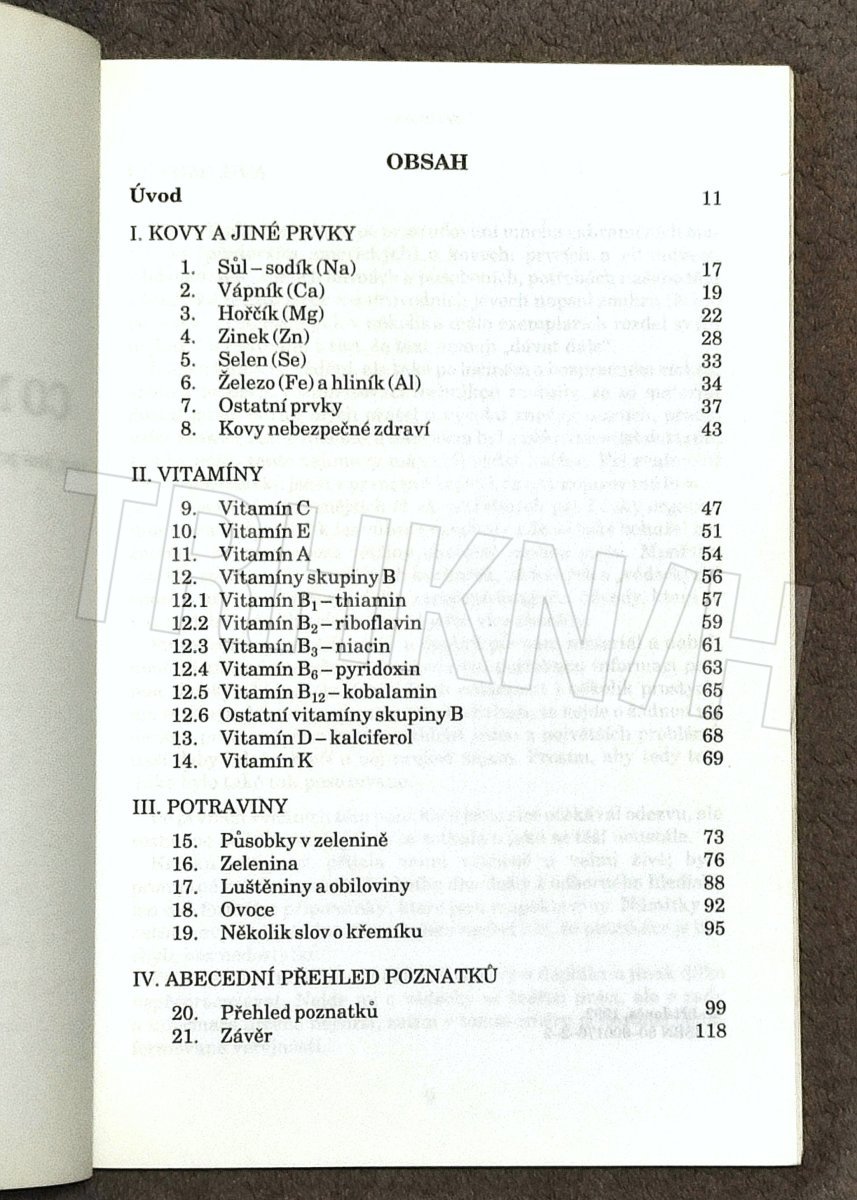 OBSAH
Úvod 11
I. KOVY A JINÉ PRVKY
1. Sůl – sodík (Na) 17
2. Vápník (Ca) 19
3. Hořčík (Mg) 22
4. Zinek (Zn) 28
5. Selen (Se) 33
6. Železo (Fe) a hliník (Al) 34
7. Ostatní prvky 37
8. Kovy nebezpečné zdraví 43
II. VITAMÍNY
9. Vitamín C 47
10. Vitamín E 51
11. Vitamín A 54
12. Vitamíny skupiny B 56
12.1 Vitamín B₁ – thiamin 57
12.2 Vitamín B₂ – riboflavin 59
12.3 Vitamín B₃ – niacin 61
12.4 Vitamín B₆ – pyridoxin 63
12.5 Vitamín B₁₂ – kobalamin 65
12.6 Ostatní vitamíny skupiny B 66
13. Vitamín D – kalciferol 68
14. Vitamín K 69
III. POTRAVINY
15. Působky v zelenině 73
16. Zelenina 76
17. Luštěniny a obiloviny 88
18. Ovoce 92
19. Několik slov o křemíku 95
IV. ABECEDNÍ PŘEHLED POZNATKŮ
20. Přehled poznatků 99
21. Závěr 118